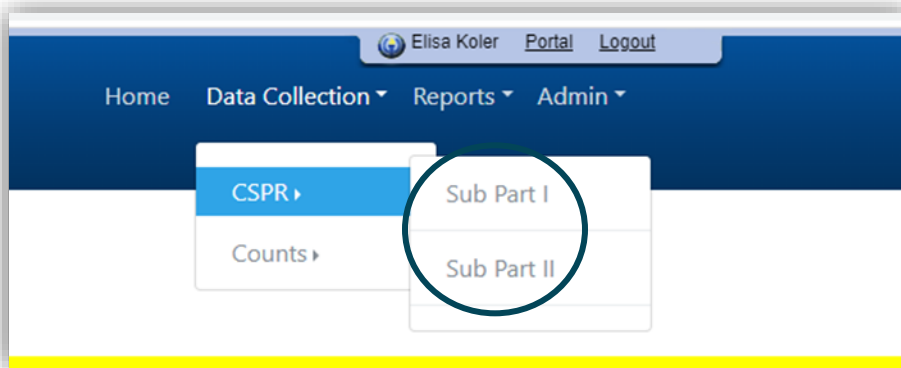 Elisa Koler Portal Logout
Home Data Collection Reports Admin
CSPR
Sub Part I
Counts
Sub Part II